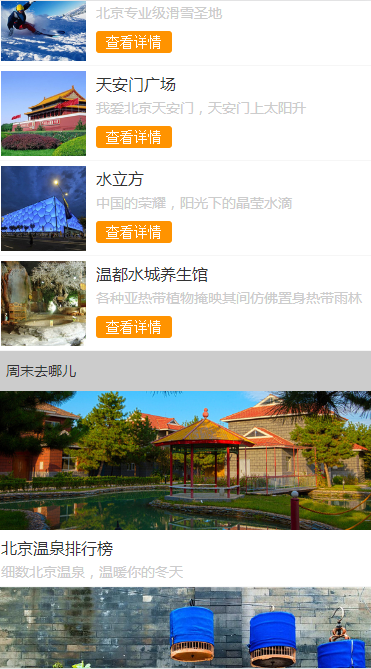 北京专业级滑雪圣地
查看详情
天安门广场
我爱北京天安门，天安门上太阳升
查看详情
水立方
中国的荣耀，阳光下的晶莹水滴
查看详情
温都水城养生馆
各种亚热带植物掩映其间仿佛置身热带雨林
查看详情
周末去哪儿
北京温泉排行榜
细数北京温泉，温暖你的冬天